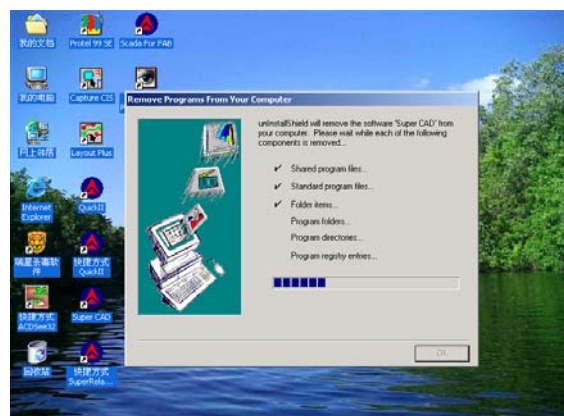 我的文档
Protel 99 SE
Scada For FAB
我的电脑
Capture CIS
网上邻居
Layout Plus
Internet
Explorer
QuickII
瑞星杀毒软
件
快捷方式
QuickII
快捷方式
ACDSee32
Super CAD
回收站
快捷方式
SuperRela...
Remove Programs From Your Computer
unInstallShield will remove the software 'Super CAD' from
your computer. Please wait while each of the following
components is removed...
✔ Shared program files...
✔ Standard program files...
✔ Folder items...
Program folders...
Program directories...
Program registry entries...
OK